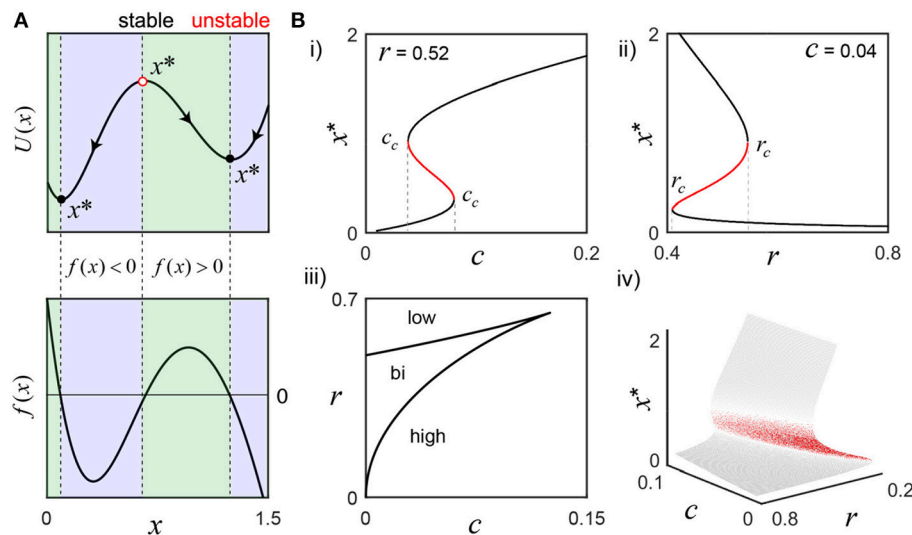 A
stable
unstable
x*
x*
x*
U(x)
f(x)<0
f(x)>0
f(x)
0
0
x
1.5
B
i)
r = 0.52
2
x*
c_c
c_c
0
0
c
0.2
ii)
c = 0.04
2
x*
r_c
r_c
0
0.4
r
0.8
iii)
0.7
low
bi
r
high
0
0
c
0.15
iv)
2
x*
0
0.1
c
0
0.8
r
0.2